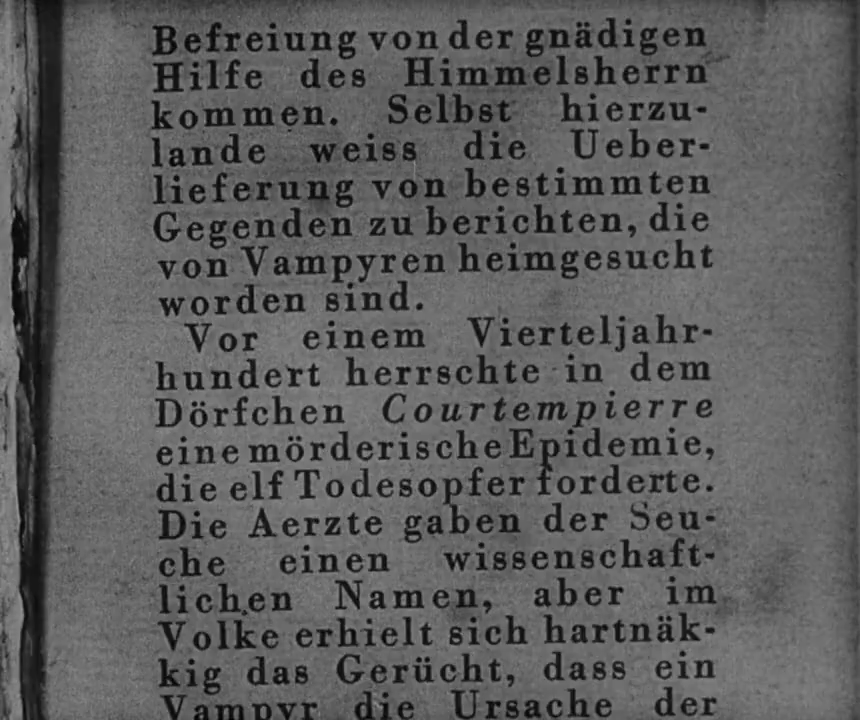 Befreiung von der gnädigen
Hilfe des Himmelsherrn
kommen. Selbst hierzu-
lande weiss die Ueber-
lieferung von bestimmten
Gegenden zu berichten, die
von Vampyren heimgesucht
worden sind.
Vor einem Vierteljahr-
hundert herrschte in dem
Dörfchen Courtempierre
eine mörderische Epidemie,
die elf Todesopfer forderte.
Die Aerzte gaben der Seu-
che einen wissenschaft-
lichen Namen, aber im
Volke erhielt sich hartnäk-
kig das Gerücht, dass ein
Vampyr die Ursache der